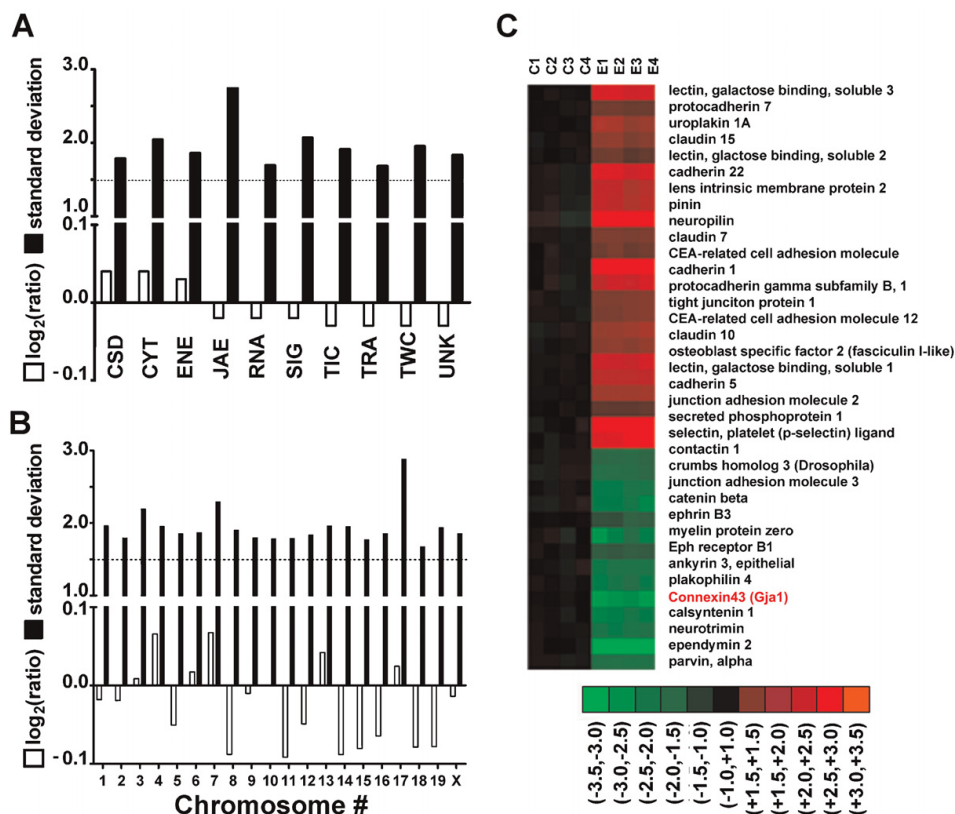 A
3.0
2.0
1.0
0.1
0.0
-0.1
log2(ratio) standard deviation
CSD
CYT
ENE
JAE
RNA
SIG
TIC
TRA
TWC
UNK
B
3.0
2.0
1.0
0.1
0.0
-0.1
log2(ratio) standard deviation
1 2 3 4 5 6 7 8 9 10 11 12 13 14 15 16 17 18 19 X
Chromosome #
C
C1 C2 C3 C4 E1 E2 E3 E4
lectin, galactose binding, soluble 3
protocadherin 7
uroplakin 1A
claudin 15
lectin, glactose binding, soluble 2
cadherin 22
lens intrinsic membrane protein 2
pinin
neuropilin
claudin 7
CEA-related cell adhesion molecule
cadherin 1
protocadherin gamma subfamily B, 1
tight junciton protein 1
CEA-related cell adhesion molecule 12
claudin 10
osteoblast specific factor 2 (fasciculin I-like)
lectin, galactose binding, soluble 1
cadherin 5
junction adhesion molecule 2
secreted phosphoprotein 1
selectin, platelet (p-selectin) ligand
contactin 1
crumbs homolog 3 (Drosophila)
junction adhesion molecule 3
catenin beta
ephrin B3
myelin protein zero
Eph receptor B1
ankyrin 3, epithelial
plakophilin 4
Connexin43 (Gja1)
calsyntenin 1
neurotrimin
ependymin 2
parvin, alpha
(-3.5,-3.0)
(-3.0,-2.5)
(-2.5,-2.0)
(-2.0,-1.5)
(-1.5,-1.0)
(-1.0,+1.0)
(+1.5,+1.5)
(+1.5,+2.0)
(+2.0,+2.5)
(+2.5,+3.0)
(+3.0,+3.5)